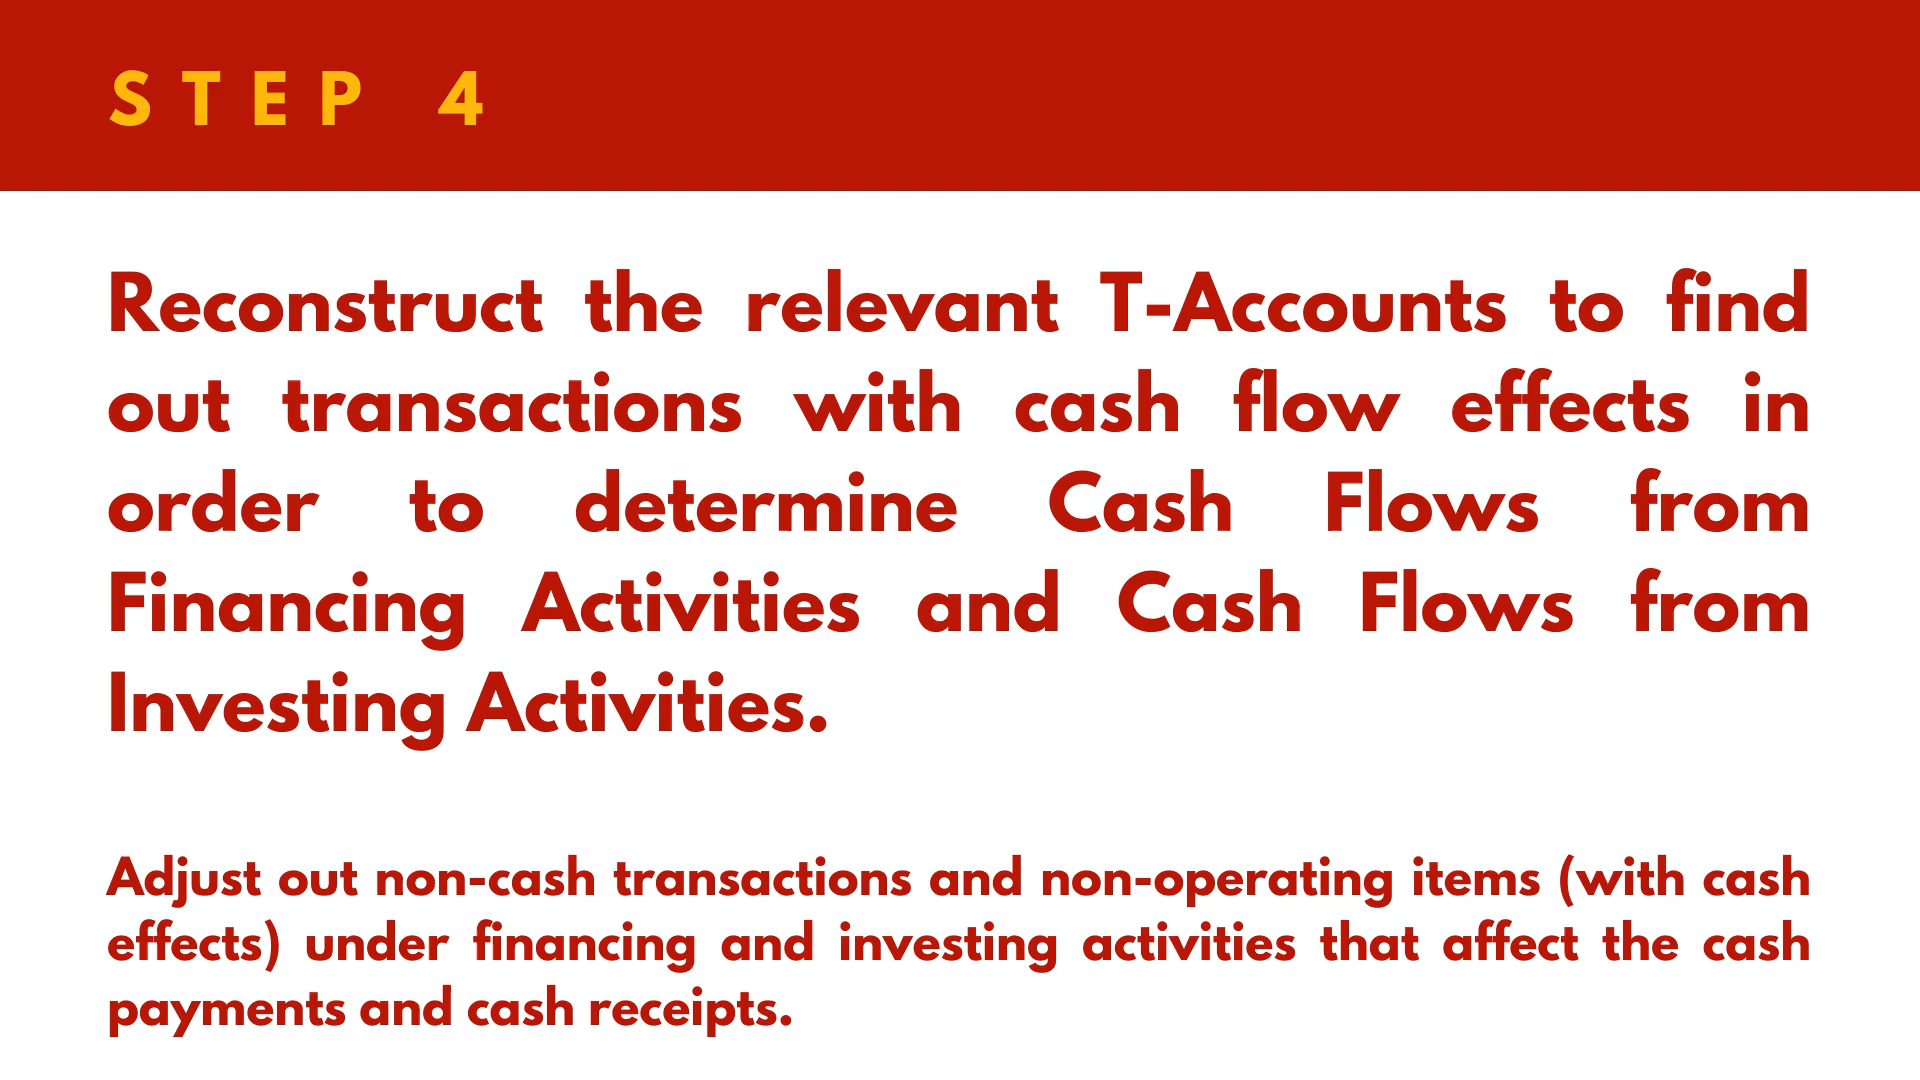 STEP 4
Reconstruct the relevant T-Accounts to find
out transactions with cash flow effects in
order to determine Cash Flows from
Financing Activities and Cash Flows from
Investing Activities.
Adjust out non-cash transactions and non-operating items (with cash
effects) under financing and investing activities that affect the cash
payments and cash receipts.